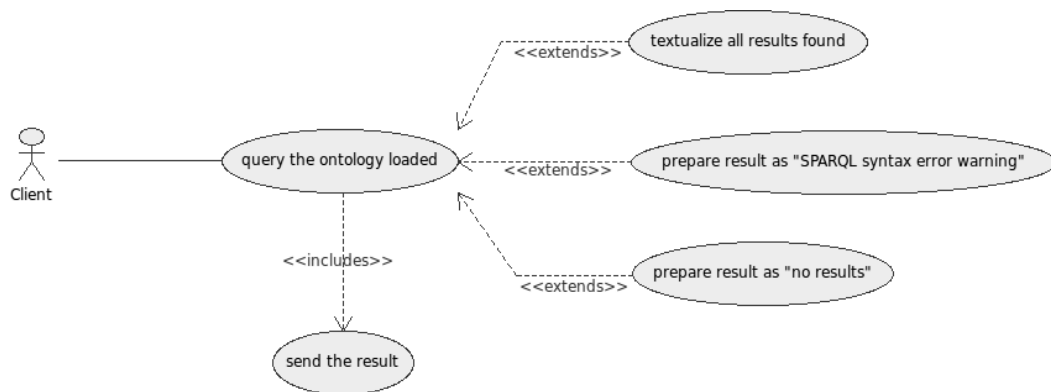 textualize all results found
<<extends>>
query the ontology loaded
prepare result as "SPARQL syntax error warning"
<<extends>>
Client
<<includes>>
prepare result as "no results"
<<extends>>
send the result